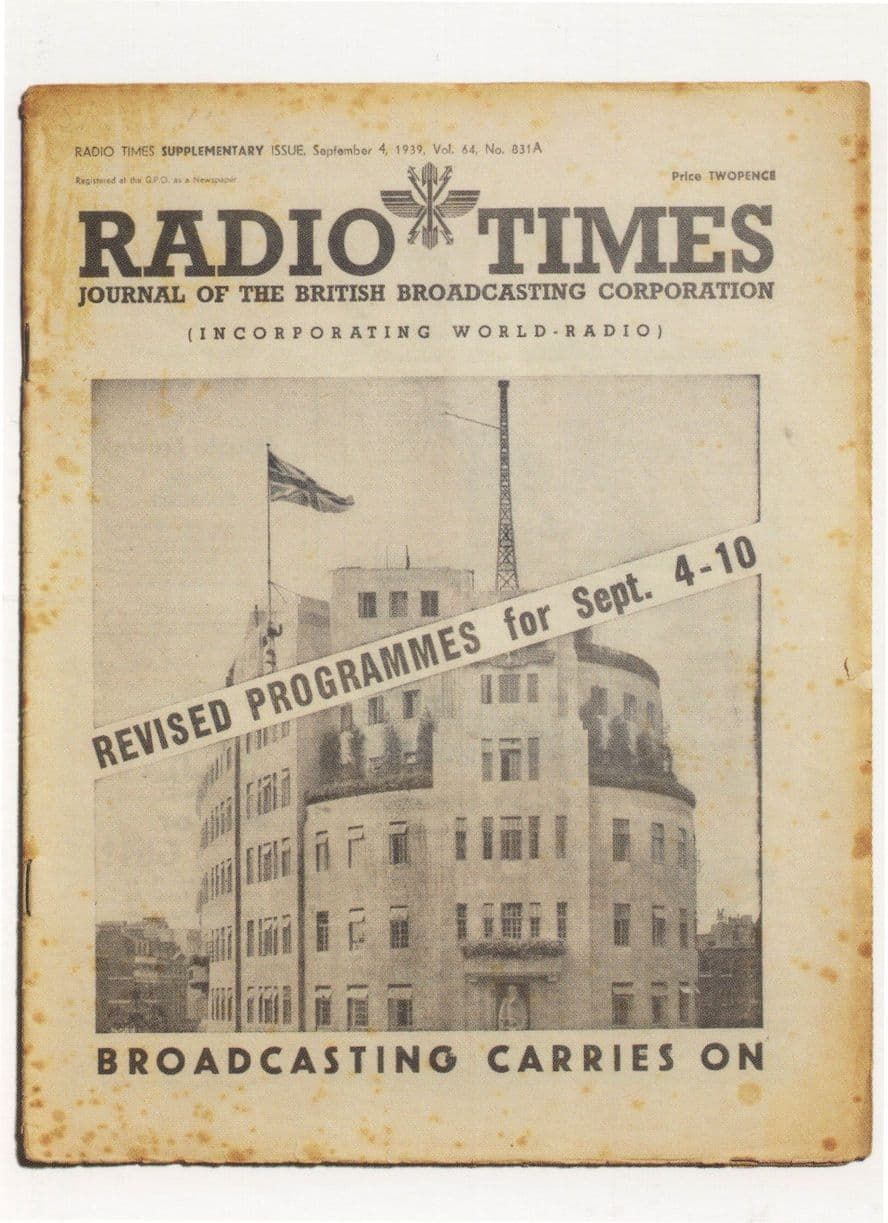 RADIO TIMES SUPPLEMENTARY ISSUE, September 4, 1939, Vol. 64, No. 831A
Registered at the G.P.O. as a Newspaper
Price TWOPENCE
RADIO TIMES
JOURNAL OF THE BRITISH BROADCASTING CORPORATION
(INCORPORATING WORLD-RADIO)
REVISED PROGRAMMES for Sept. 4-10
BROADCASTING CARRIES ON